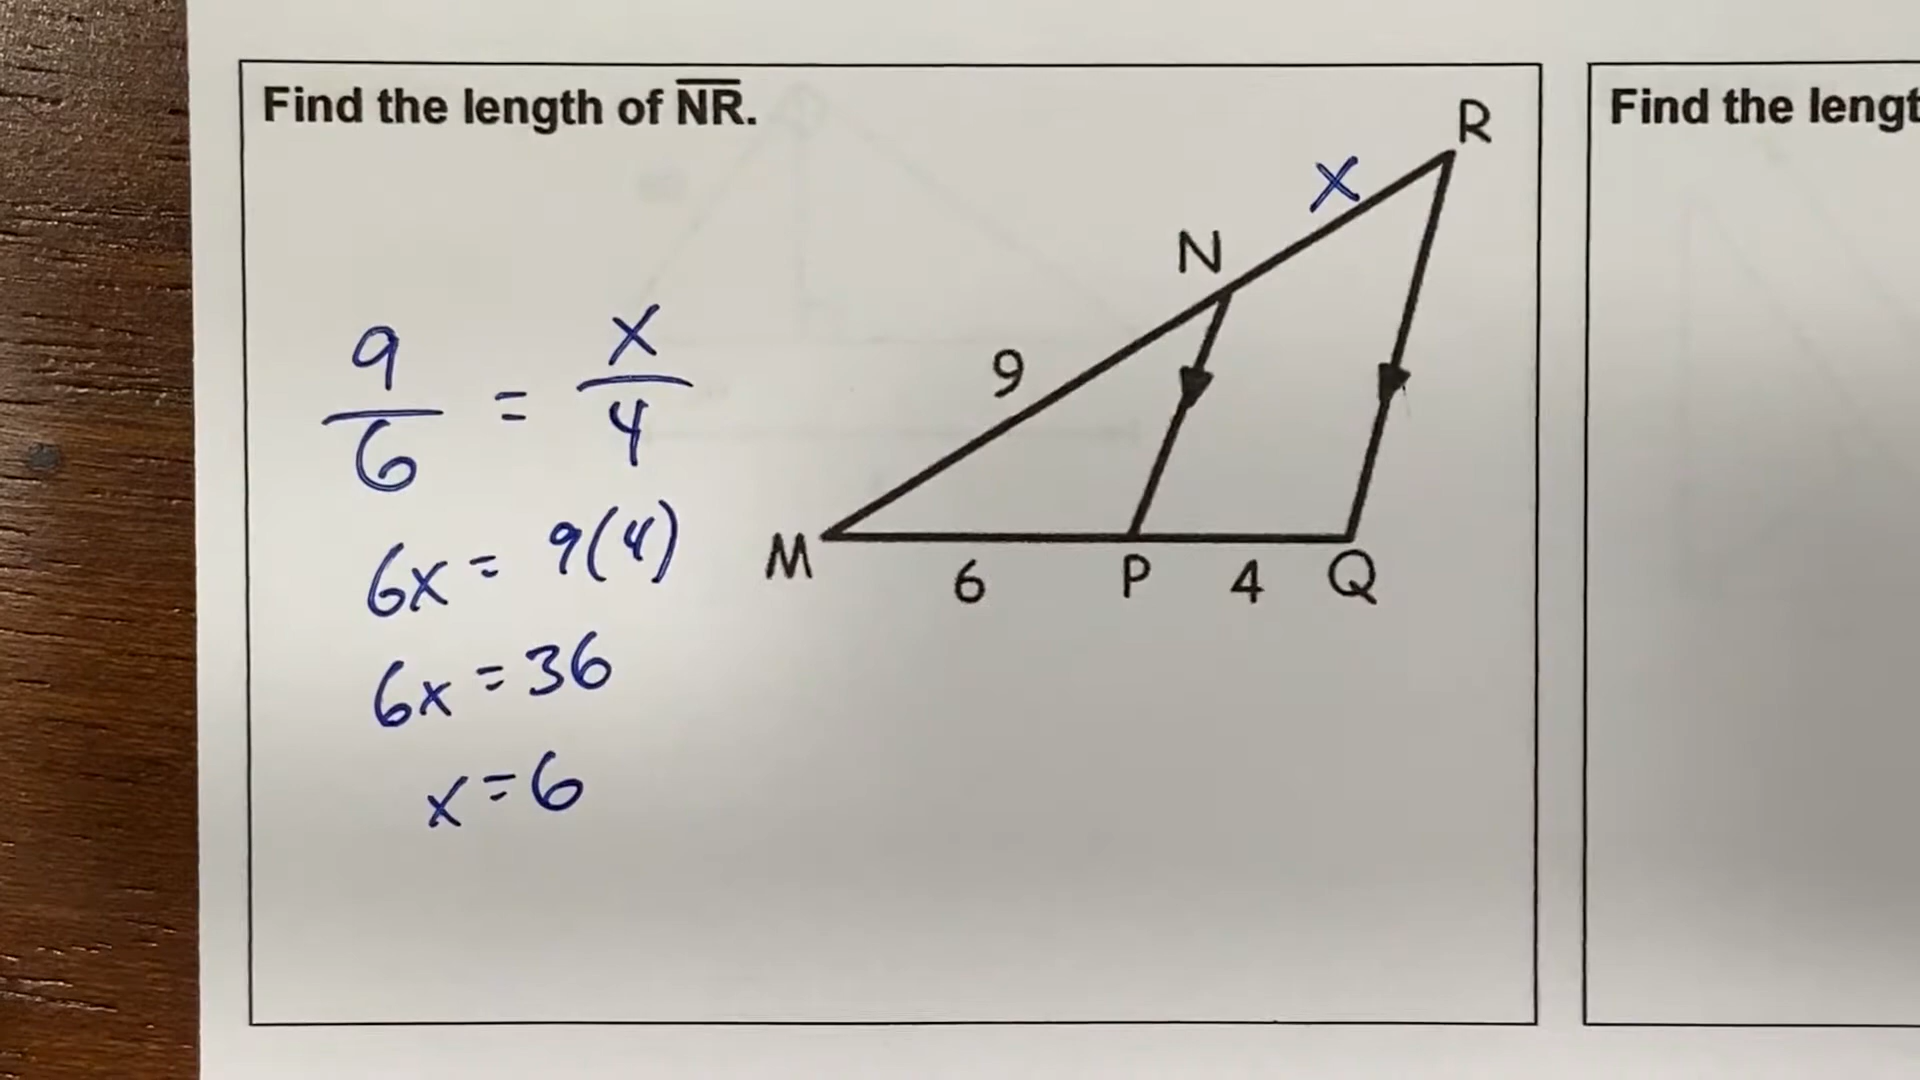 Find the length of NR.
Find the lengt
R
x
N
9
M
6
P
4
Q
9/6 = x/4
6x = 9(4)
6x = 36
x = 6